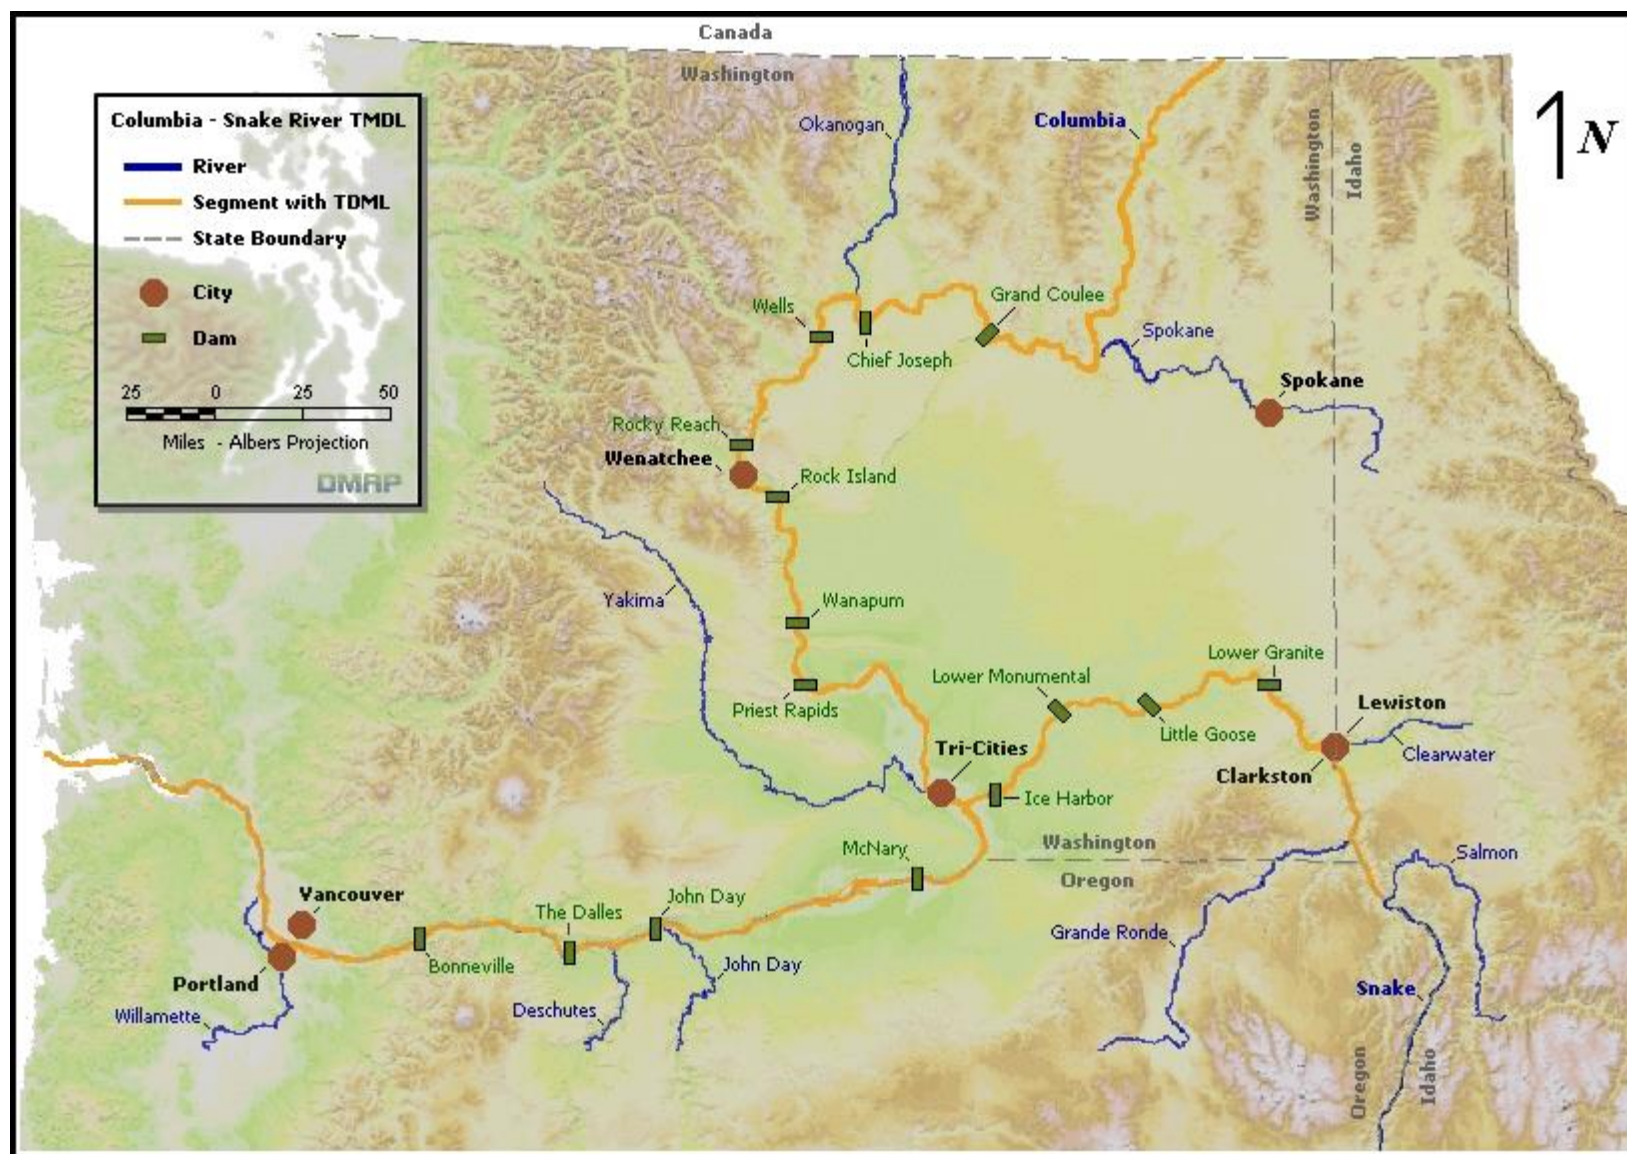 Canada
Washington
Columbia - Snake River TMDL
River
Segment with TDML
State Boundary
City
Dam
25 0 25 50
Miles - Albers Projection
DMAP
Okanogan
Columbia
Washington
Idaho
N
Wells
Grand Coulee
Chief Joseph
Spokane
Spokane
Rocky Reach
Wenatchee
Rock Island
Yakima
Wanapum
Lower Granite
Lower Monumental
Priest Rapids
Lewiston
Little Goose
Tri-Cities
Clearwater
Clarkston
Ice Harbor
McNary
Washington
Oregon
Salmon
Vancouver
John Day
The Dalles
Grande Ronde
Bonneville
John Day
Portland
Snake
Willamette
Deschutes
Oregon
Idaho